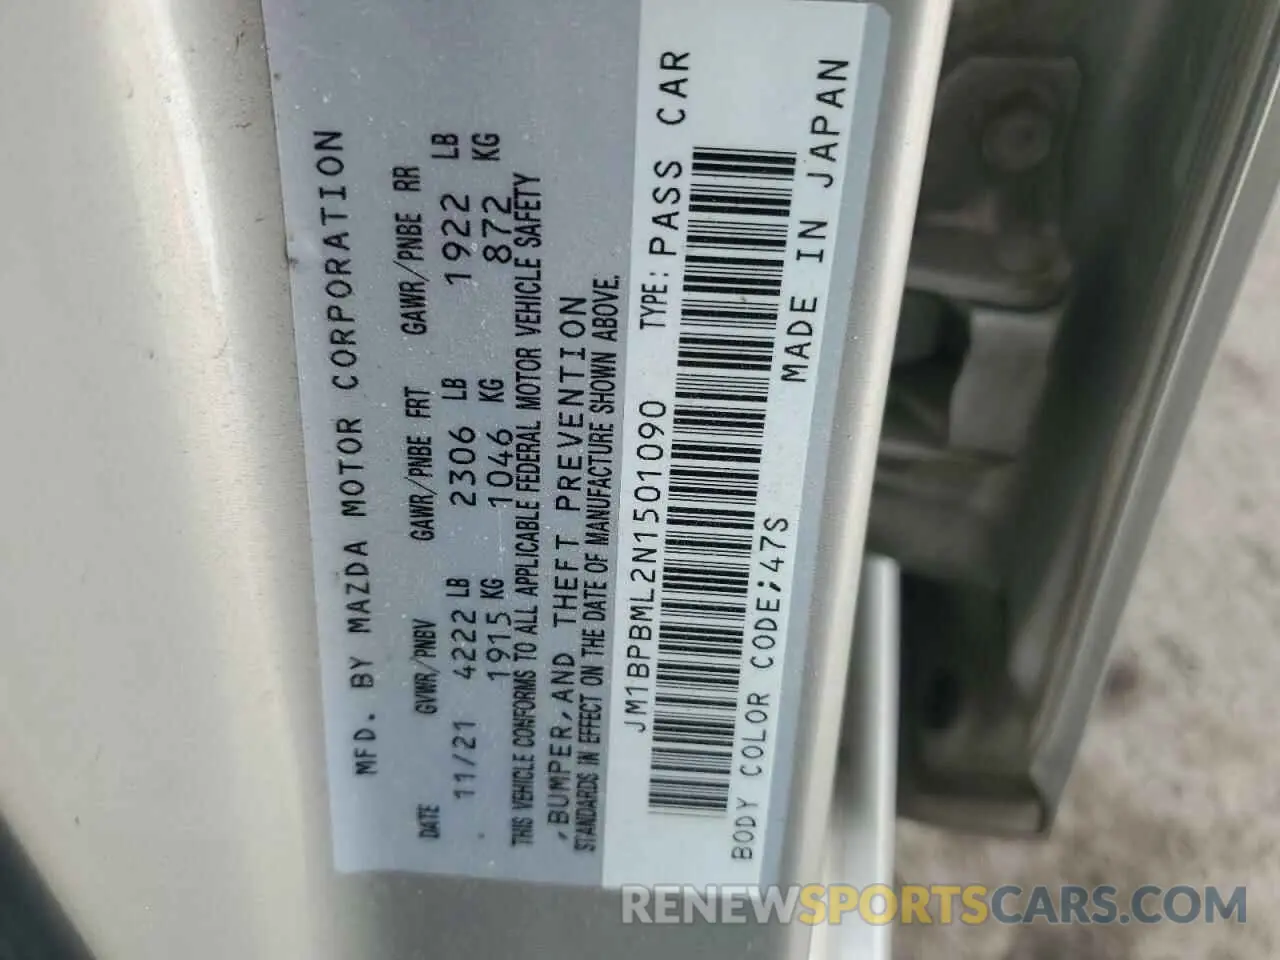 MFD. BY MAZDA MOTOR CORPORATION
DATE GVWR/PNBV GAWR/PNBE FRT GAWR/PNBE RR
11/21 4222 LB 2306 LB 1922 LB
1915 KG 1046 KG 872 KG
THIS VEHICLE CONFORMS TO ALL APPLICABLE FEDERAL MOTOR VEHICLE SAFETY
,BUMPER,AND THEFT PREVENTION
STANDARDS IN EFFECT ON THE DATE OF MANUFACTURE SHOWN ABOVE.
JM1BPBML2N1501090 TYPE: PASS CAR
BODY COLOR CODE;47S MADE IN JAPAN
RENEWSPORTSCARS.COM